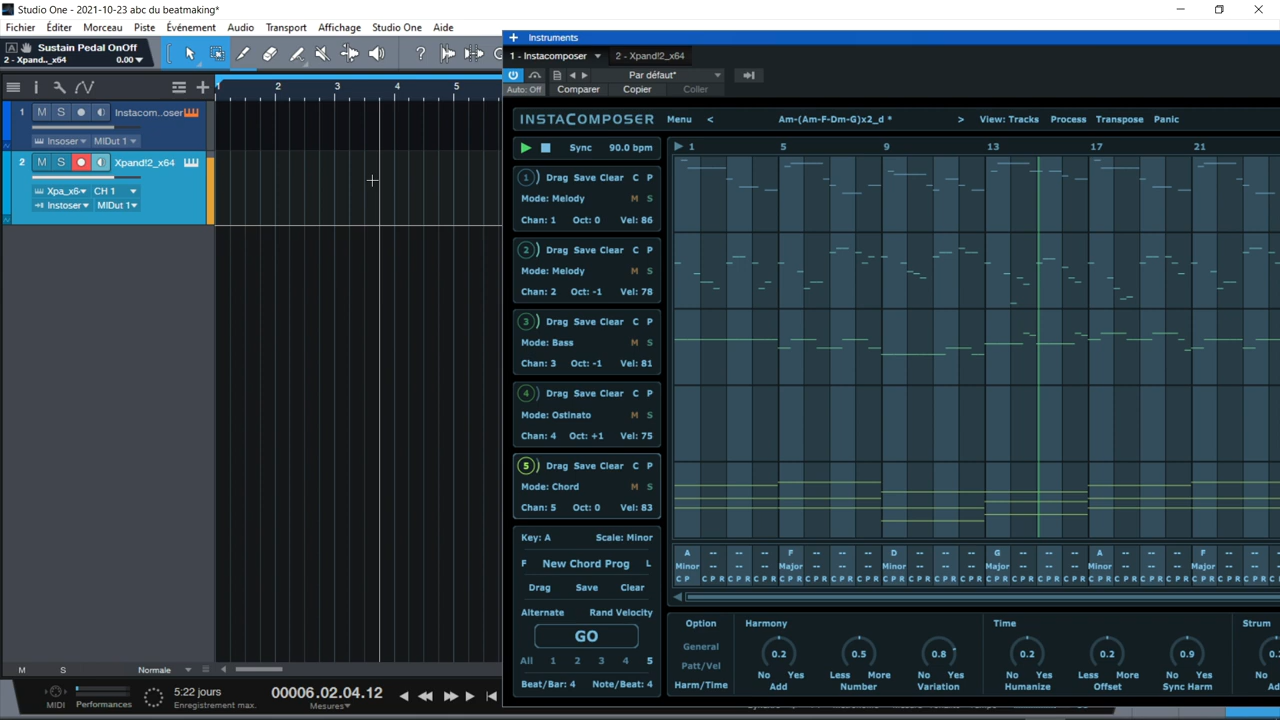 Studio One - 2021-10-23 abc du beatmaking*
Fichier Éditer Morceau Piste Événement Audio Transport Affichage Studio One Aide
Sustain Pedal OnOff
2 - Xpand.._x64 0.00
1 2 3 4 5
1 M S Instacom..oser
Insoser MIDut 1
2 M S Xpand!2_x64
Xpa_x6 CH 1
Instoser MIDut 1
M S Normale
MIDI Performances
5:22 jours
Enregistrement max.
00006.02.04.12
Mesures
Instruments
1 - Instacomposer 2 - Xpand!2_x64
Par défaut*
Auto: Off Comparer Copier Coller
INSTACOMPOSER Menu < Am-(Am-F-Dm-G)x2_d * > View: Tracks Process Transpose Panic
Sync 90.0 bpm
1 5 9 13 17 21
1 Drag Save Clear C P
Mode: Melody M S
Chan: 1 Oct: 0 Vel: 86
2 Drag Save Clear C P
Mode: Melody M S
Chan: 2 Oct: -1 Vel: 78
3 Drag Save Clear C P
Mode: Bass M S
Chan: 3 Oct: -1 Vel: 81
4 Drag Save Clear C P
Mode: Ostinato M S
Chan: 4 Oct: +1 Vel: 75
5 Drag Save Clear C P
Mode: Chord M S
Chan: 5 Oct: 0 Vel: 83
Key: A Scale: Minor
F New Chord Prog L
Drag Save Clear
Alternate Rand Velocity
GO
All 1 2 3 4 5
Beat/Bar: 4 Note/Beat: 4
A -- -- -- F -- -- -- D -- -- -- G -- -- -- A -- -- -- F -- -- --
Minor -- -- -- Major -- -- -- Minor -- -- -- Major -- -- -- Minor -- -- -- Major -- -- --
C P C P R C P R C P R C P R C P R C P R C P R C P R C P R C P R C P R C P R C P R C P R C P R C P R C P R C P R C P R C P R C P R C P R
Option Harmony Time Strum
General
Patt/Vel
Harm/Time
0.2 0.5 0.8 0.2 0.2 0.9
No Yes Less More No Yes No Yes Less More No Yes No
Add Number Variation Humanize Offset Sync Harm